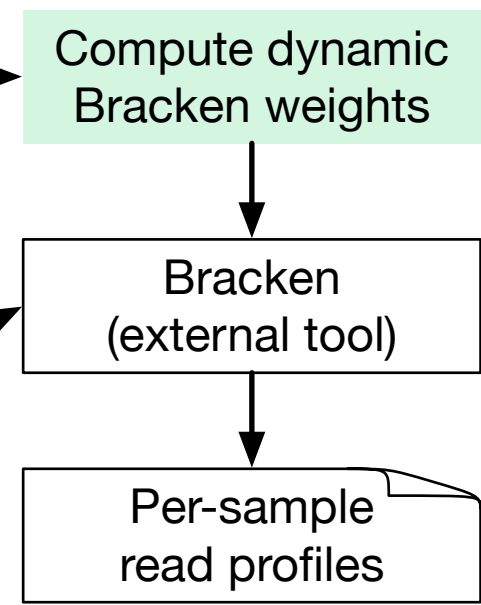 Compute dynamic
Bracken weights
Bracken
(external tool)
Per-sample
read profiles